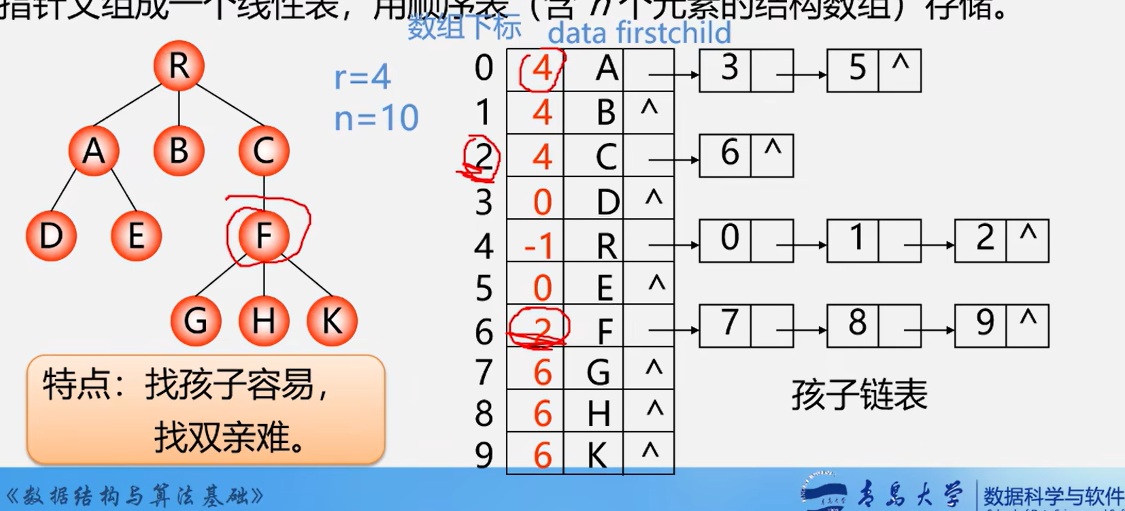 指针又组成一个线性表，用顺序表（含 n 个元素的结构数组）存储。
数组下标 data firstchild
R
A B C
D E F
G H K
r=4
n=10
0 4 A 3 5 ^
1 4 B ^
2 4 C 6 ^
3 0 D ^
4 -1 R 0 1 2 ^
5 0 E ^
6 2 F 7 8 9 ^
7 6 G ^
8 6 H ^
9 6 K ^
孩子链表
特点：找孩子容易，
找双亲难。
《数据结构与算法基础》
青岛大学 数据科学与软件